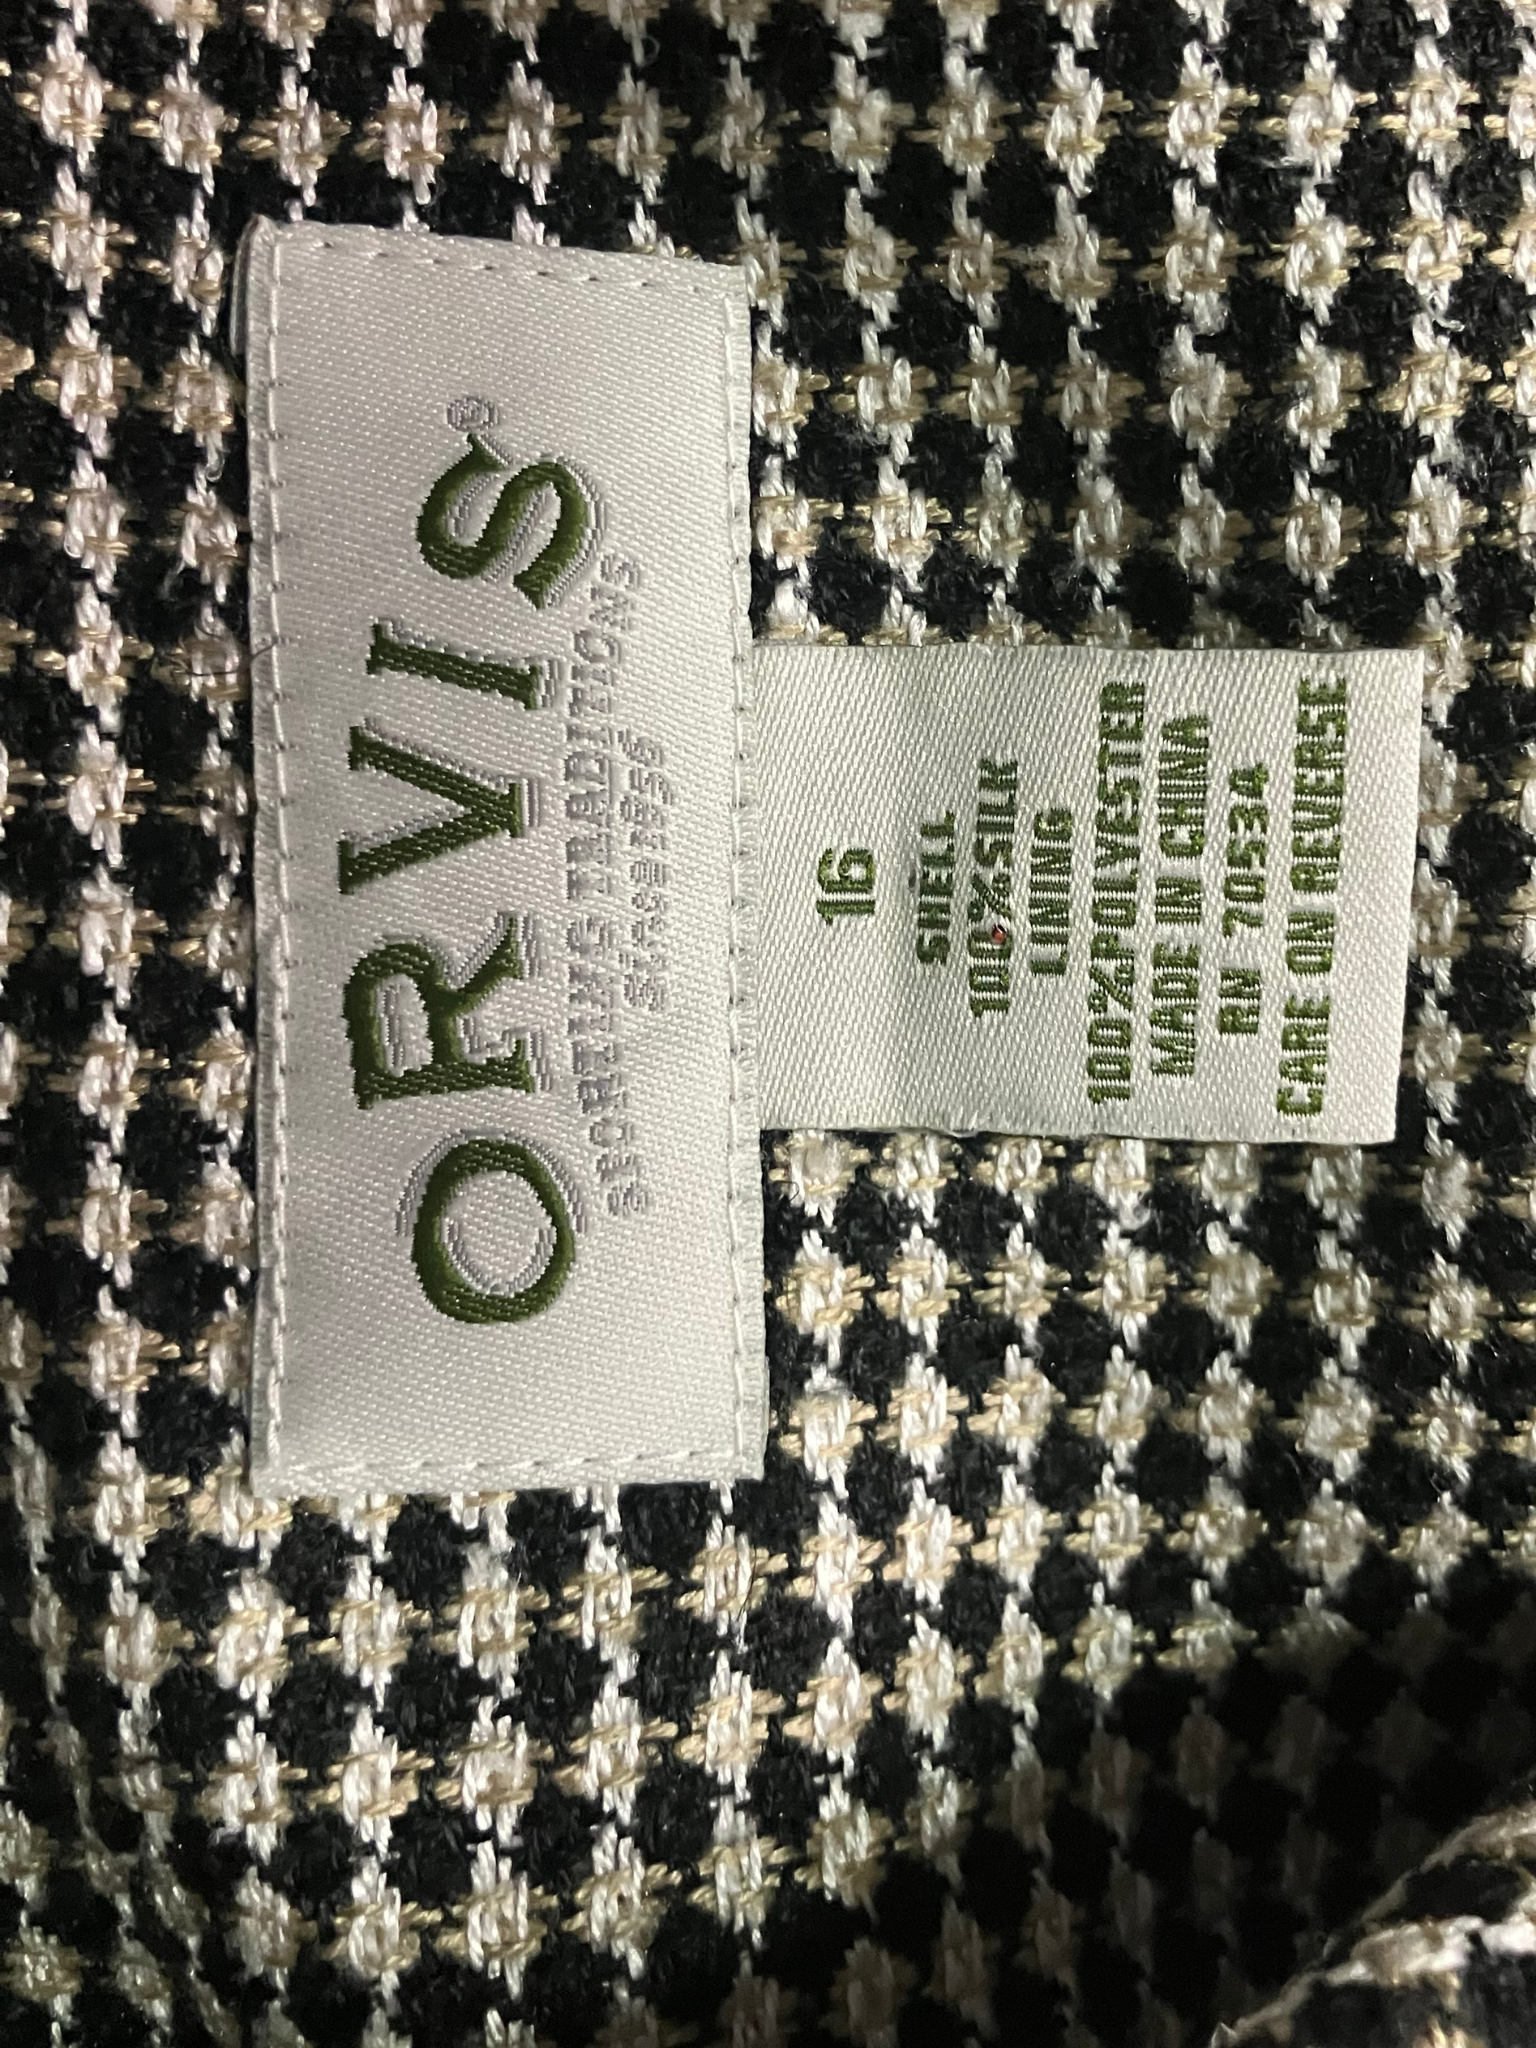 ORVIS®
SPORTING TRADITIONS
SINCE 1856
16
SHELL
100%SILK
LINING
100%POLYESTER
MADE IN CHINA
RN 70534
CARE ON REVERSE